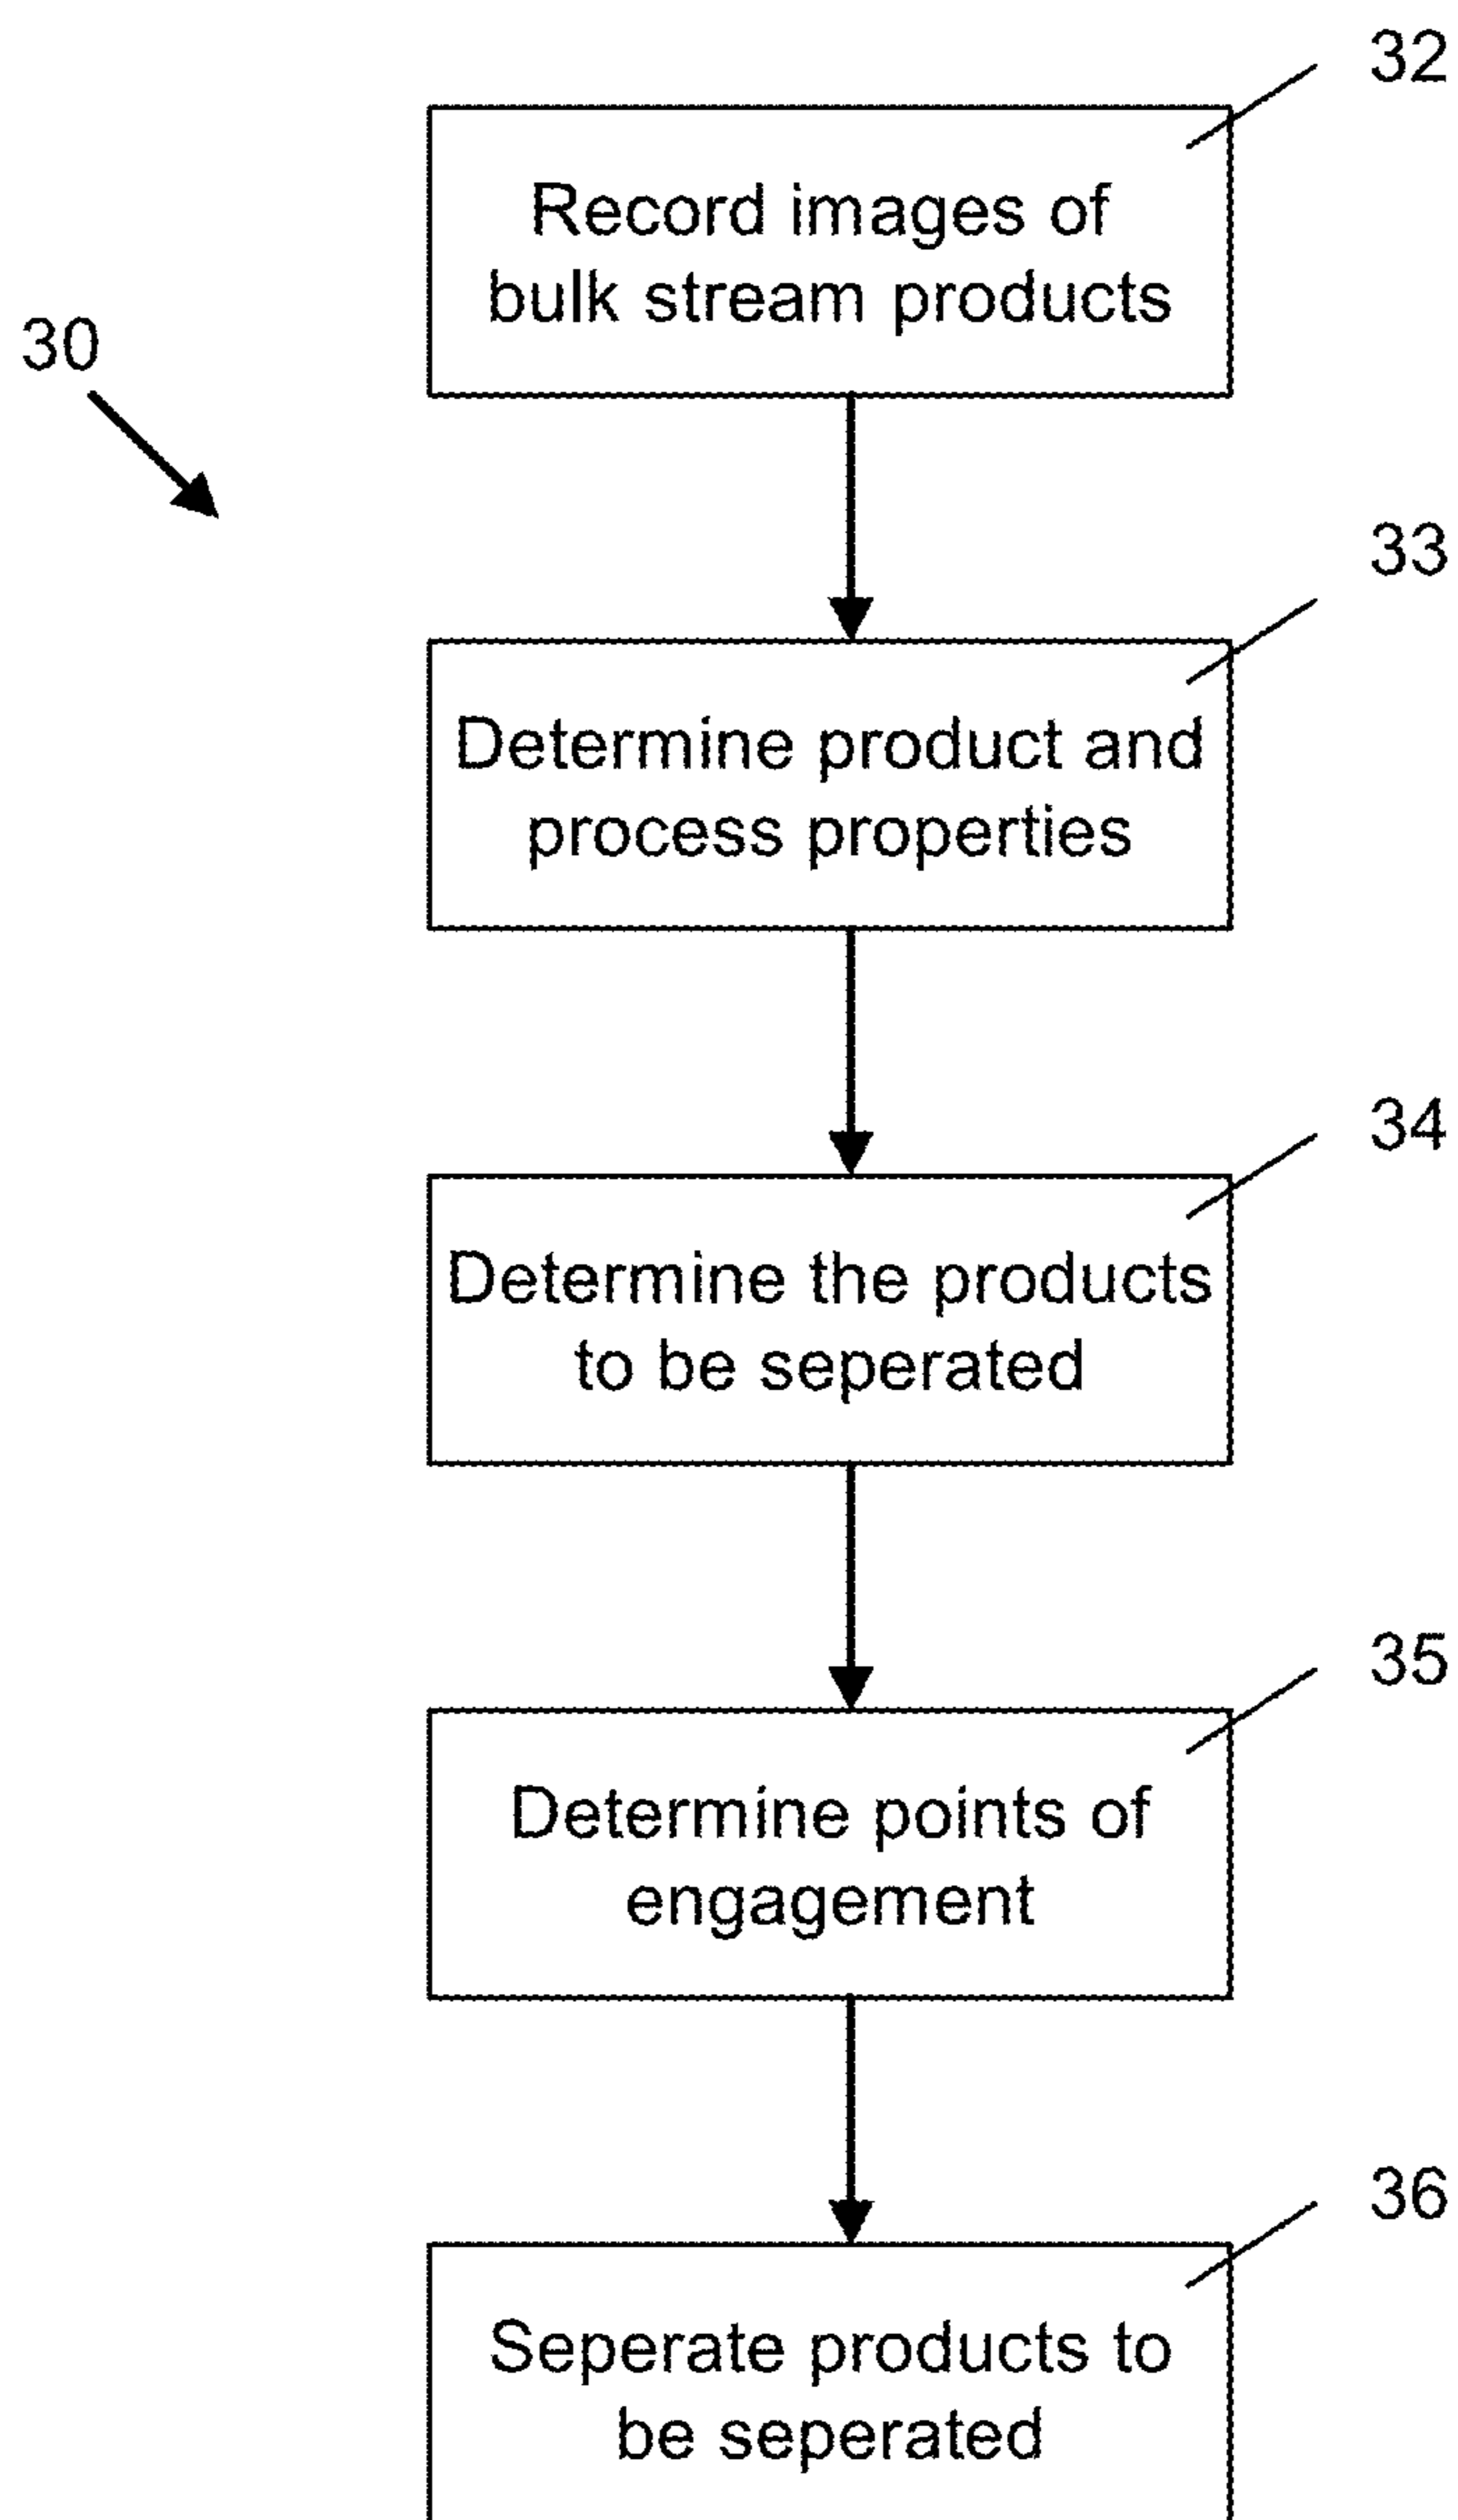 32
Record images of
bulk stream products
30
33
Determine product and
process properties
34
Determine the products
to be seperated
35
Determine points of
engagement
36
Seperate products to
be seperated